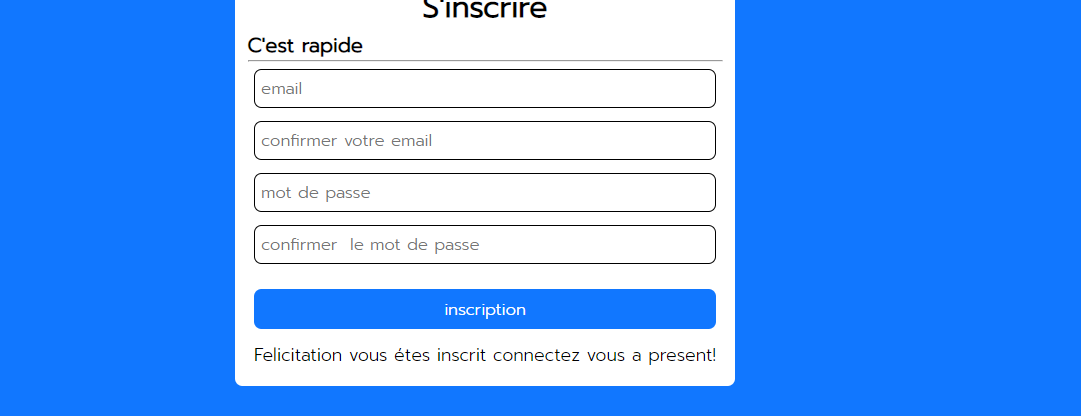 S'inscrire
C'est rapide
email
confirmer votre email
mot de passe
confirmer le mot de passe
inscription
Felicitation vous étes inscrit connectez vous a present!